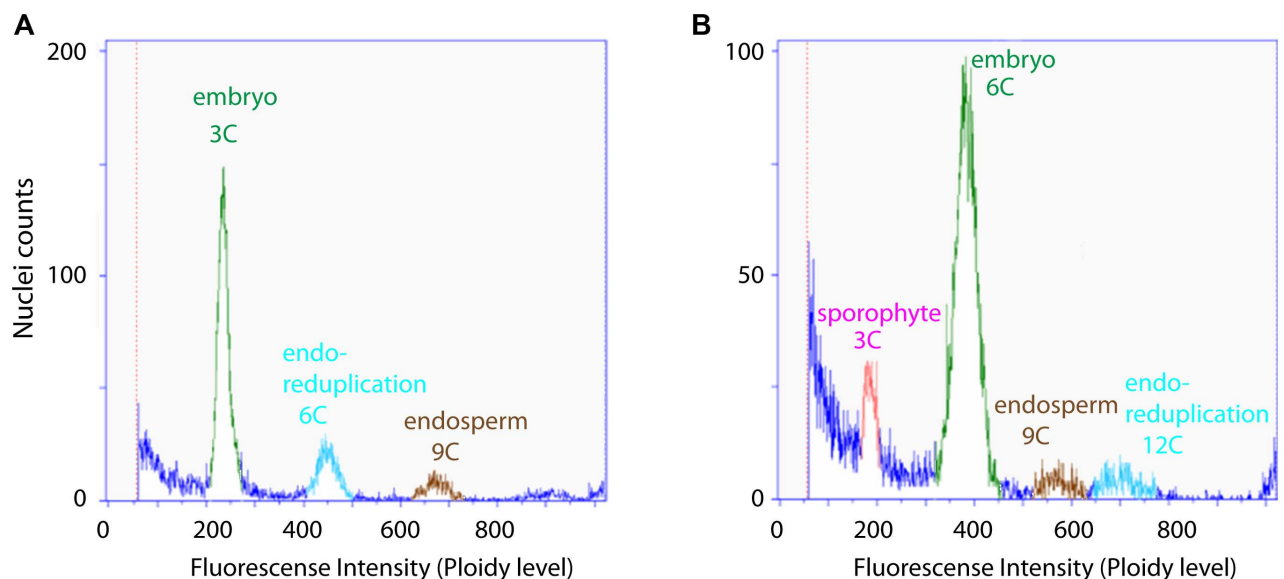 A
200
100
0
Nuclei counts
embryo
3C
endo-
reduplication
6C
endosperm
9C
0
200
400
600
800
Fluorescense Intensity (Ploidy level)
B
100
50
0
embryo
6C
sporophyte
3C
endosperm
9C
endo-
reduplication
12C
0
200
400
600
800
Fluorescense Intensity (Ploidy level)